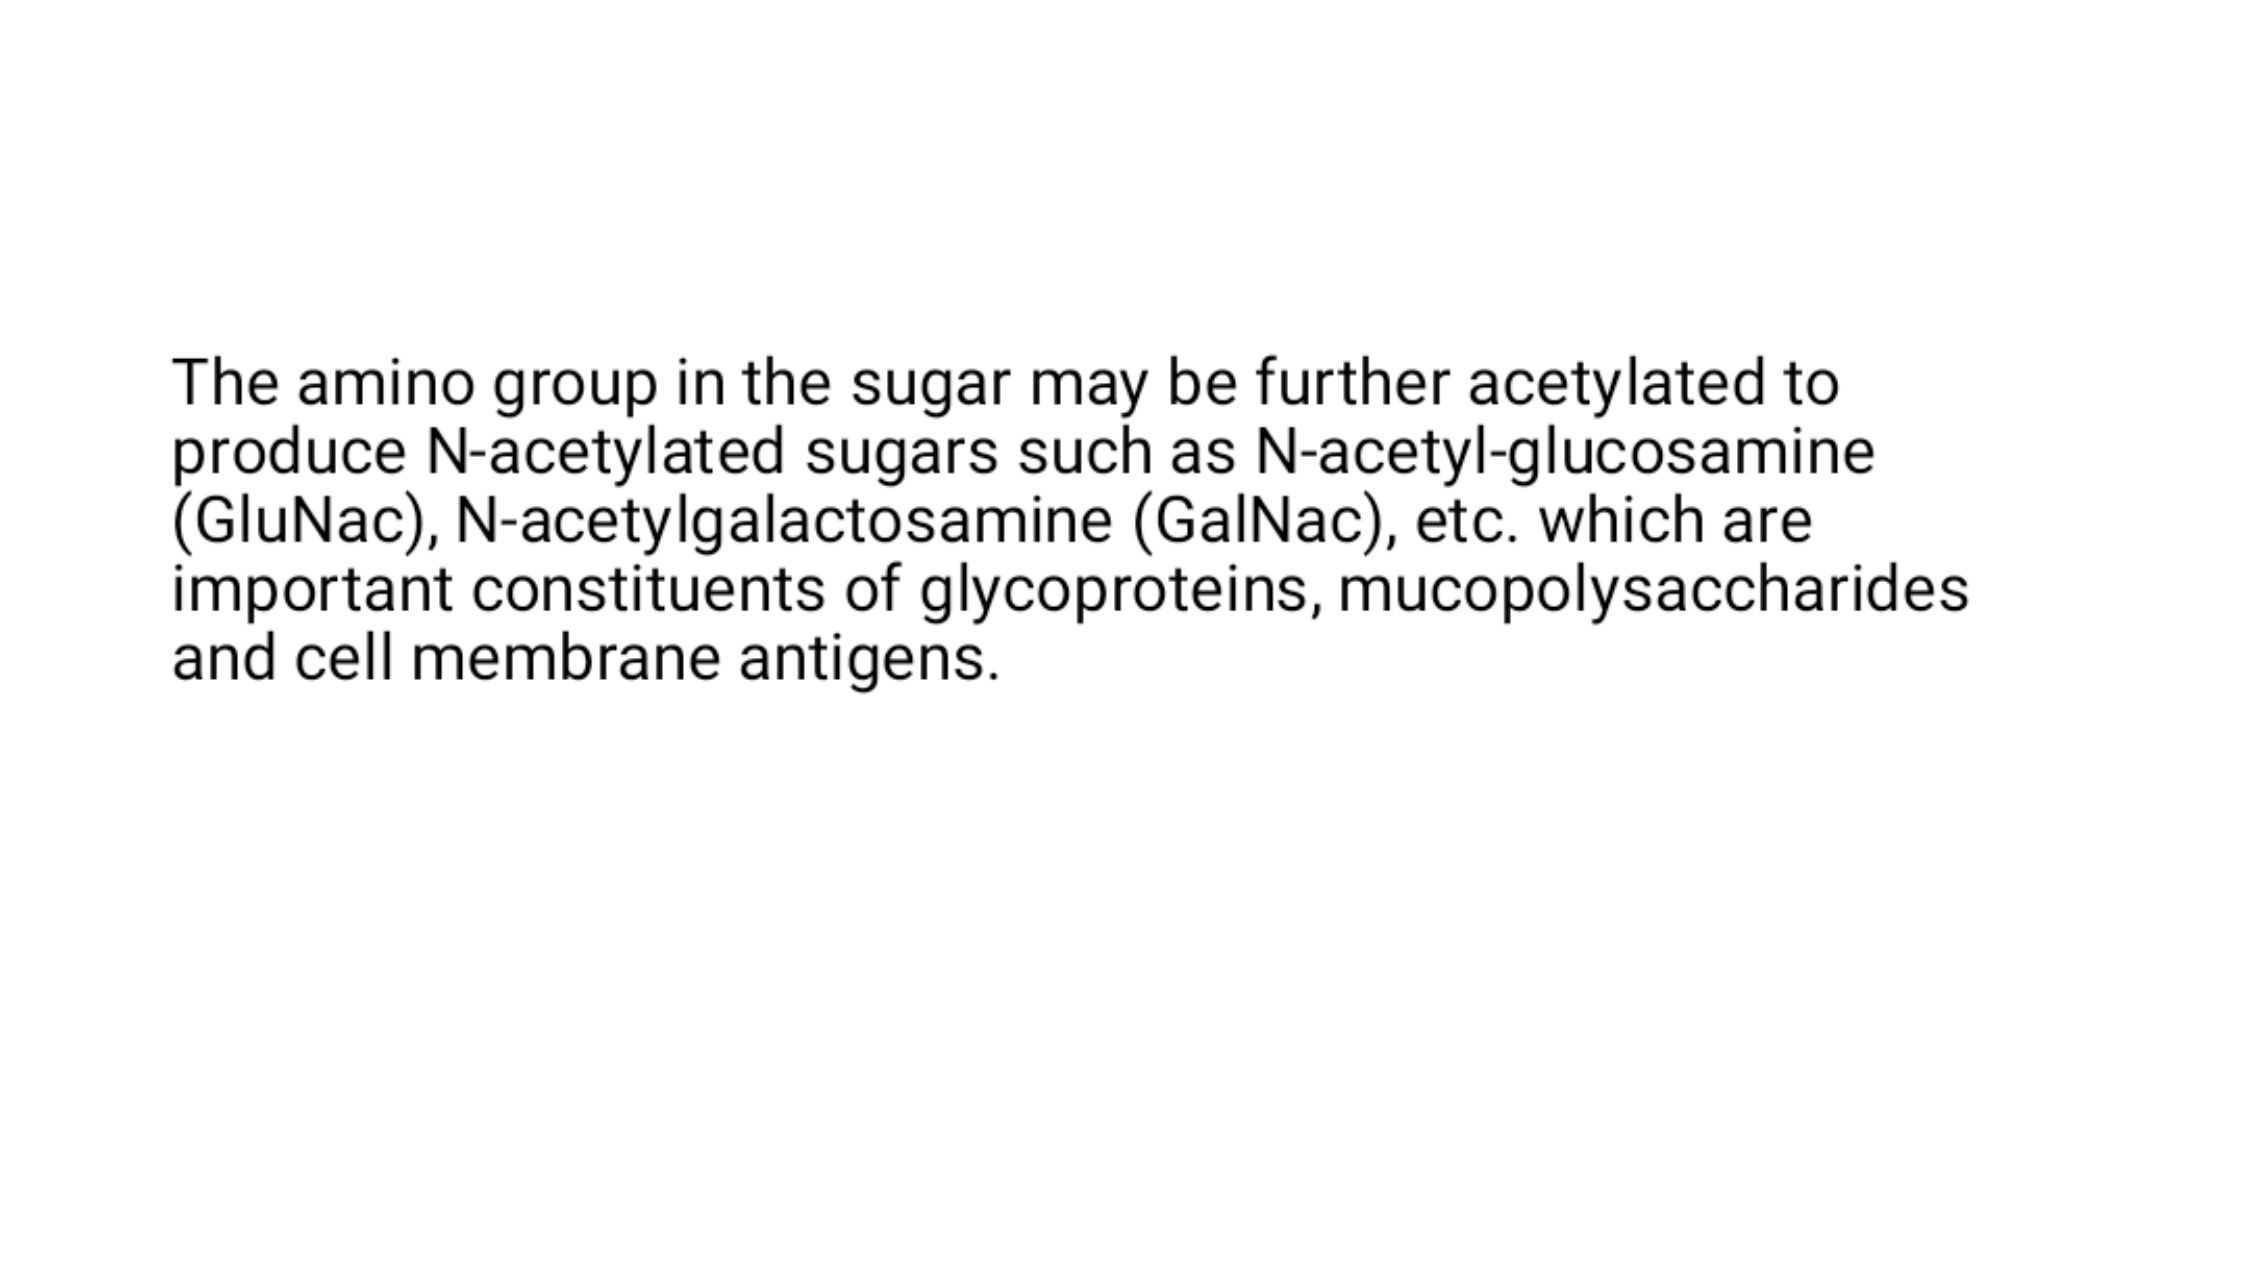 The amino group in the sugar may be further acetylated to
produce N-acetylated sugars such as N-acetyl-glucosamine
(GluNac), N-acetylgalactosamine (GalNac), etc. which are
important constituents of glycoproteins, mucopolysaccharides
and cell membrane antigens.